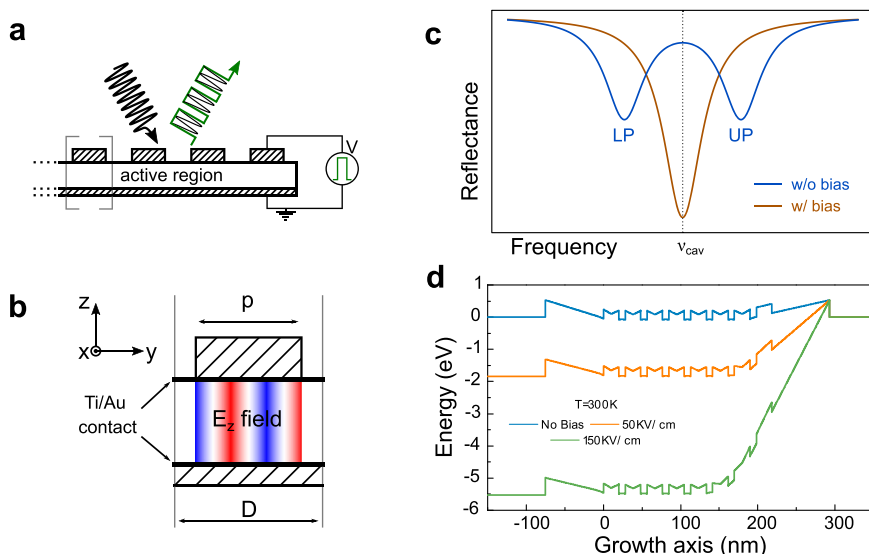 a
V
active region
b
z
x
y
p
Ti/Au
contact
E_z field
D
c
Reflectance
LP
UP
w/o bias
w/ bias
Frequency
ν_cav
d
Energy (eV)
1
0
-1
-2
-3
-4
-5
-6
T=300K
No Bias
50KV/ cm
150KV/ cm
-100
0
100
200
300
Growth axis (nm)